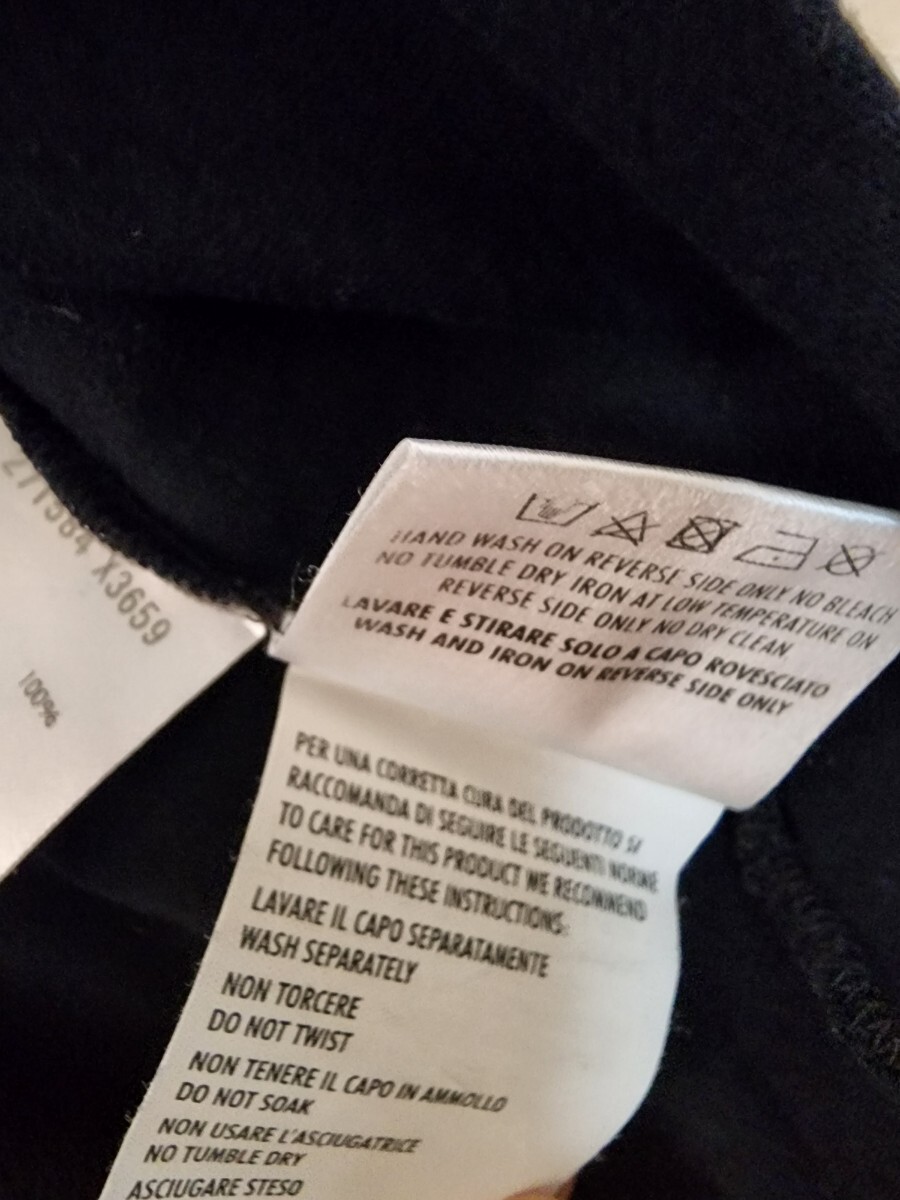 HAND WASH ON REVERSE SIDE ONLY NO BLEACH
NO TUMBLE DRY IRON AT LOW TEMPERATURE ON
REVERSE SIDE ONLY NO DRY CLEAN.
LAVARE E STIRARE SOLO A CAPO ROVESCIATO
WASH AND IRON ON REVERSE SIDE ONLY
271984 X3659
100%
PER UNA CORRETTA CURA DEL PRODOTTO SI
RACCOMANDA DI SEGUIRE LE SEGUENTI NORME
TO CARE FOR THIS PRODUCT WE RECOMMEND
FOLLOWING THESE INSTRUCTIONS:
LAVARE IL CAPO SEPARATAMENTE
WASH SEPARATELY
NON TORCERE
DO NOT TWIST
NON TENERE IL CAPO IN AMMOLLO
DO NOT SOAK
NON USARE L'ASCIUGATRICE
NO TUMBLE DRY
ASCIUGARE STESO